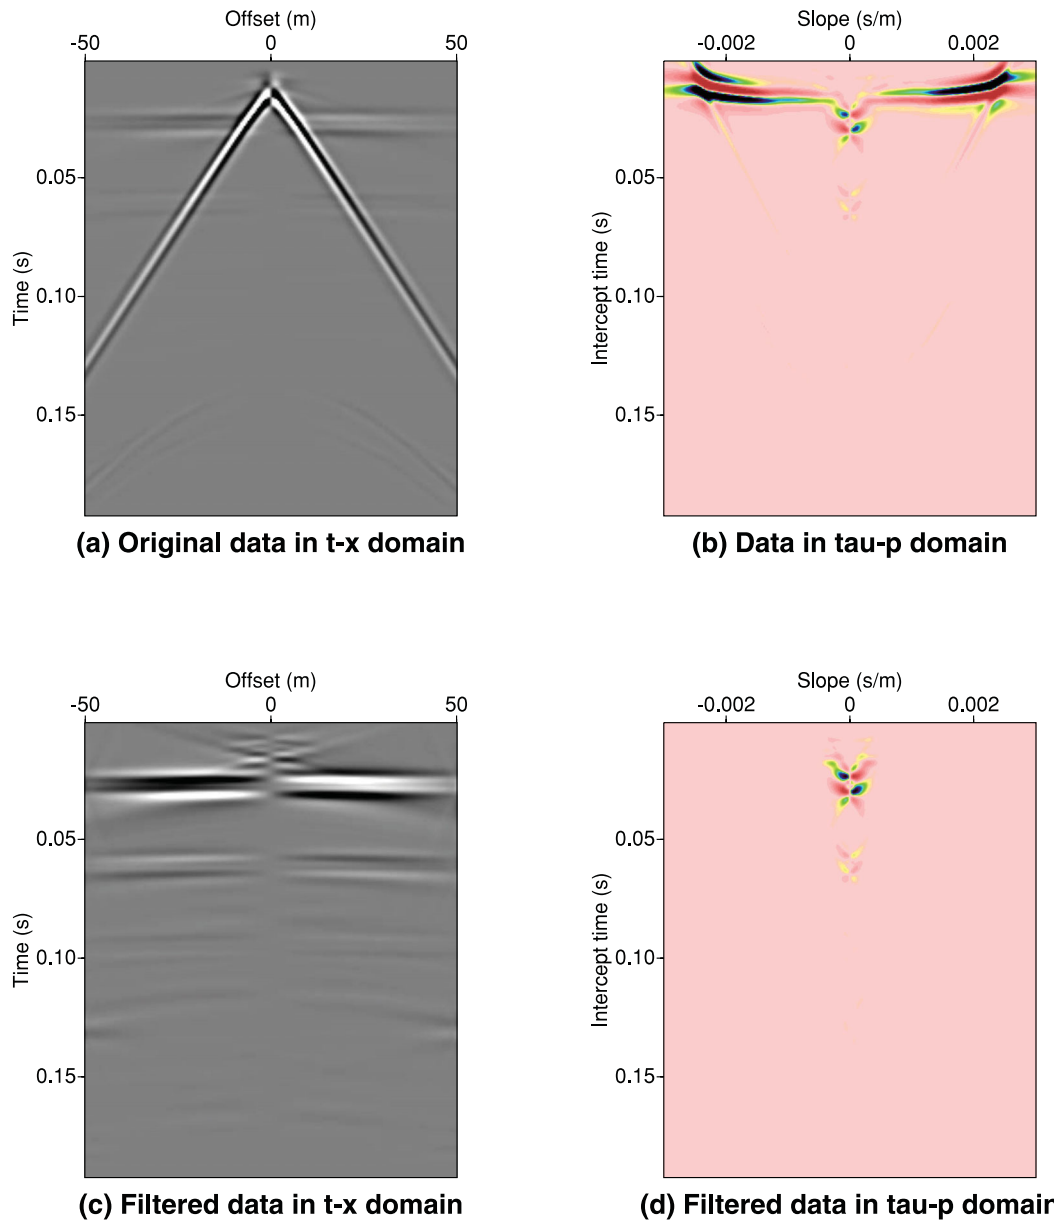 Offset (m)
-50 0 50
Time (s)
0.05
0.10
0.15
(a) Original data in t-x domain
Slope (s/m)
-0.002 0 0.002
Intercept time (s)
0.05
0.10
0.15
(b) Data in tau-p domain
Offset (m)
-50 0 50
Time (s)
0.05
0.10
0.15
(c) Filtered data in t-x domain
Slope (s/m)
-0.002 0 0.002
Intercept time (s)
0.05
0.10
0.15
(d) Filtered data in tau-p domain